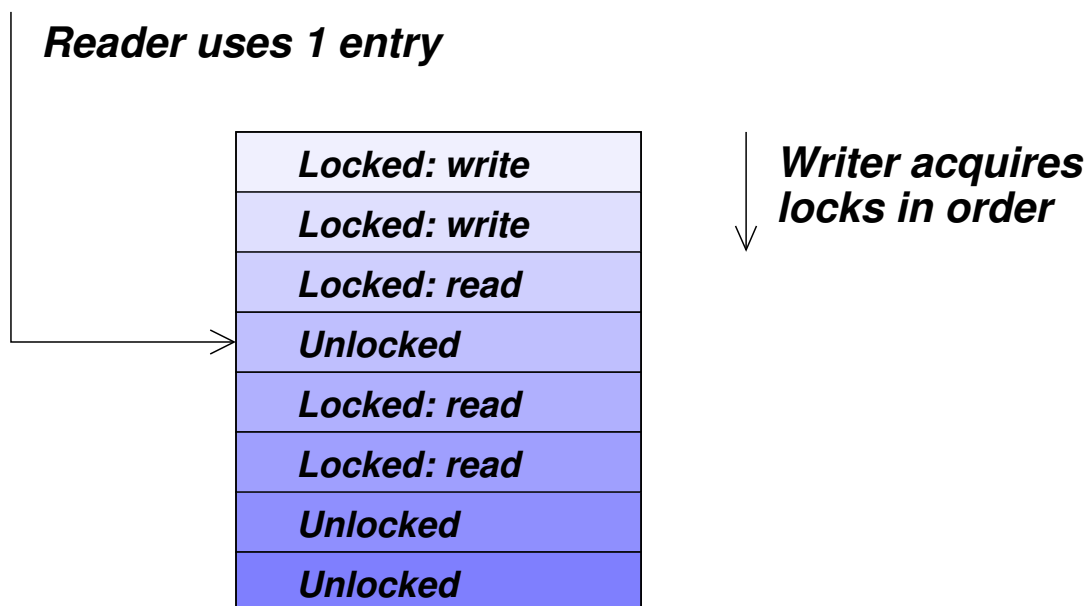 Reader uses 1 entry
Locked: write
Writer acquires
locks in order
Locked: write
Locked: read
Unlocked
Locked: read
Locked: read
Unlocked
Unlocked